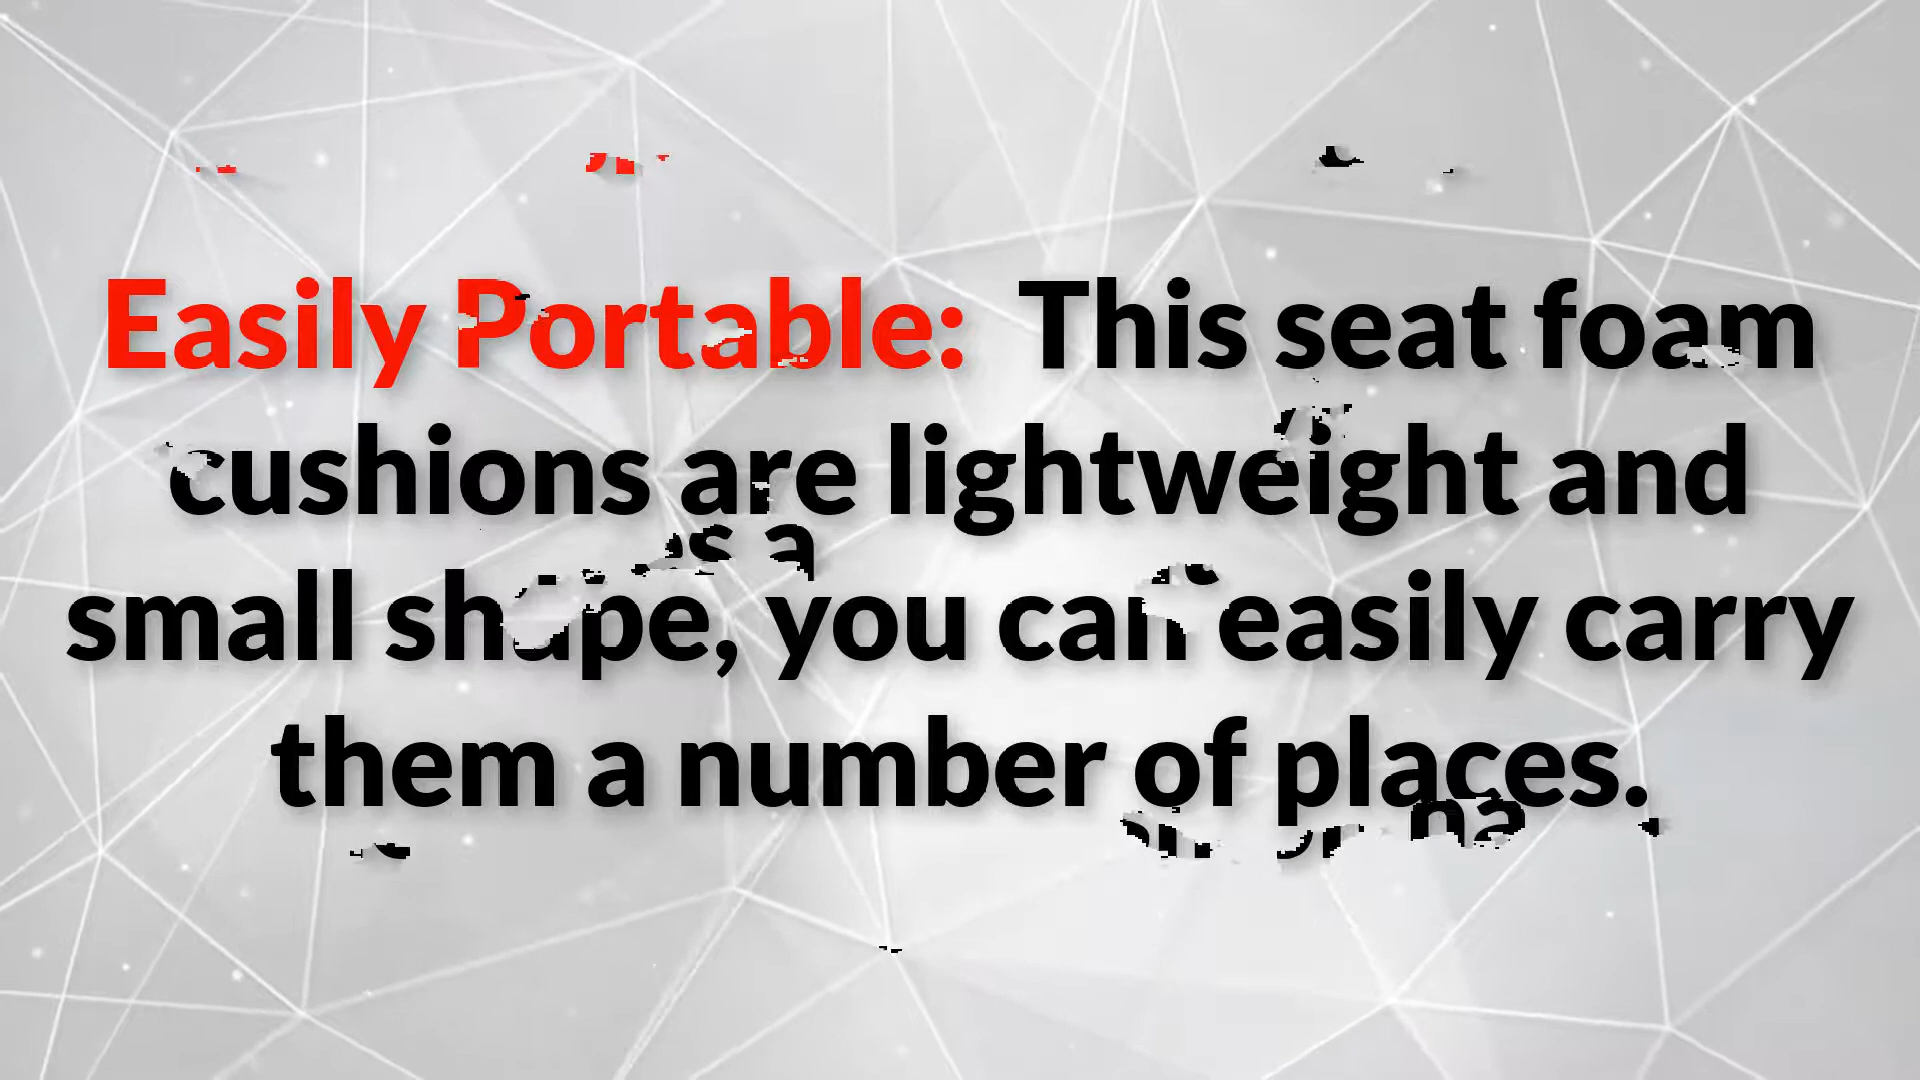 Easily Portable: This seat foam
cushions are lightweight and
small shape, you can easily carry
them a number of places.